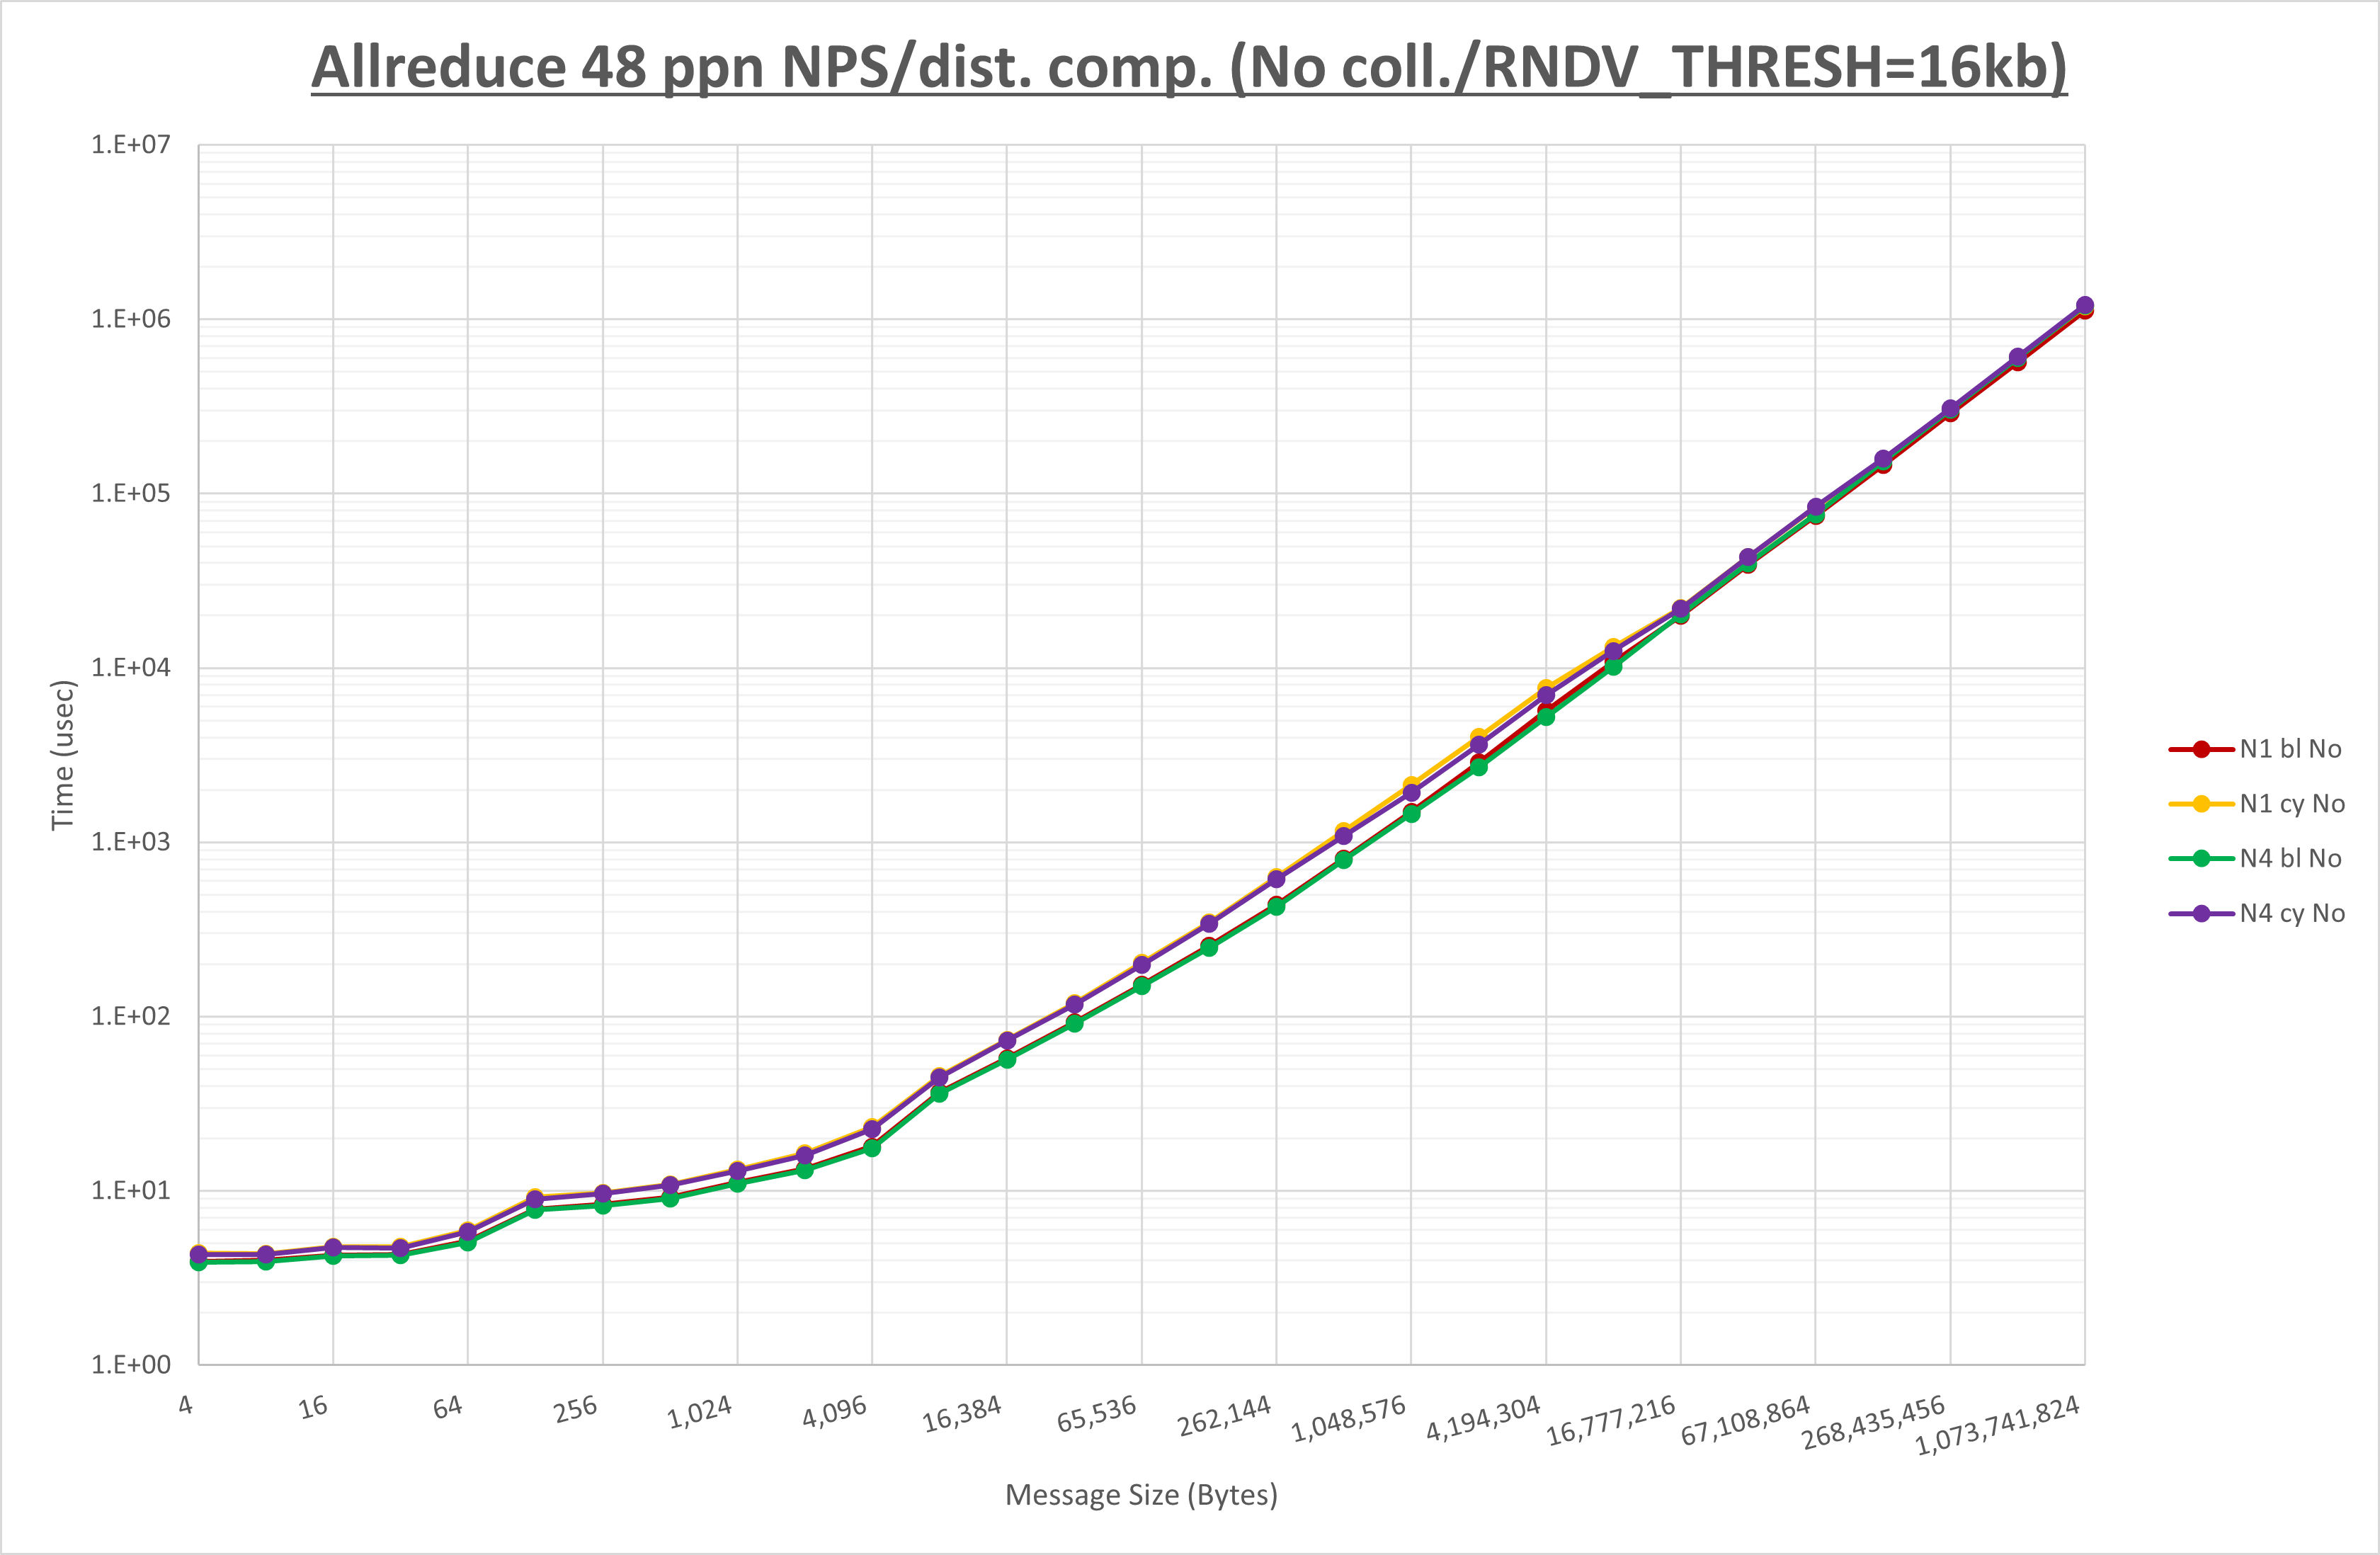 Allreduce 48 ppn NPS/dist. comp. (No coll./RNDV_THRESH=16kb)
1.E+07
1.E+06
1.E+05
1.E+04
1.E+03
1.E+02
1.E+01
1.E+00
Time (usec)
4
16
64
256
1,024
4,096
16,384
65,536
262,144
1,048,576
4,194,304
16,777,216
67,108,864
268,435,456
1,073,741,824
Message Size (Bytes)
N1 bl No
N1 cy No
N4 bl No
N4 cy No